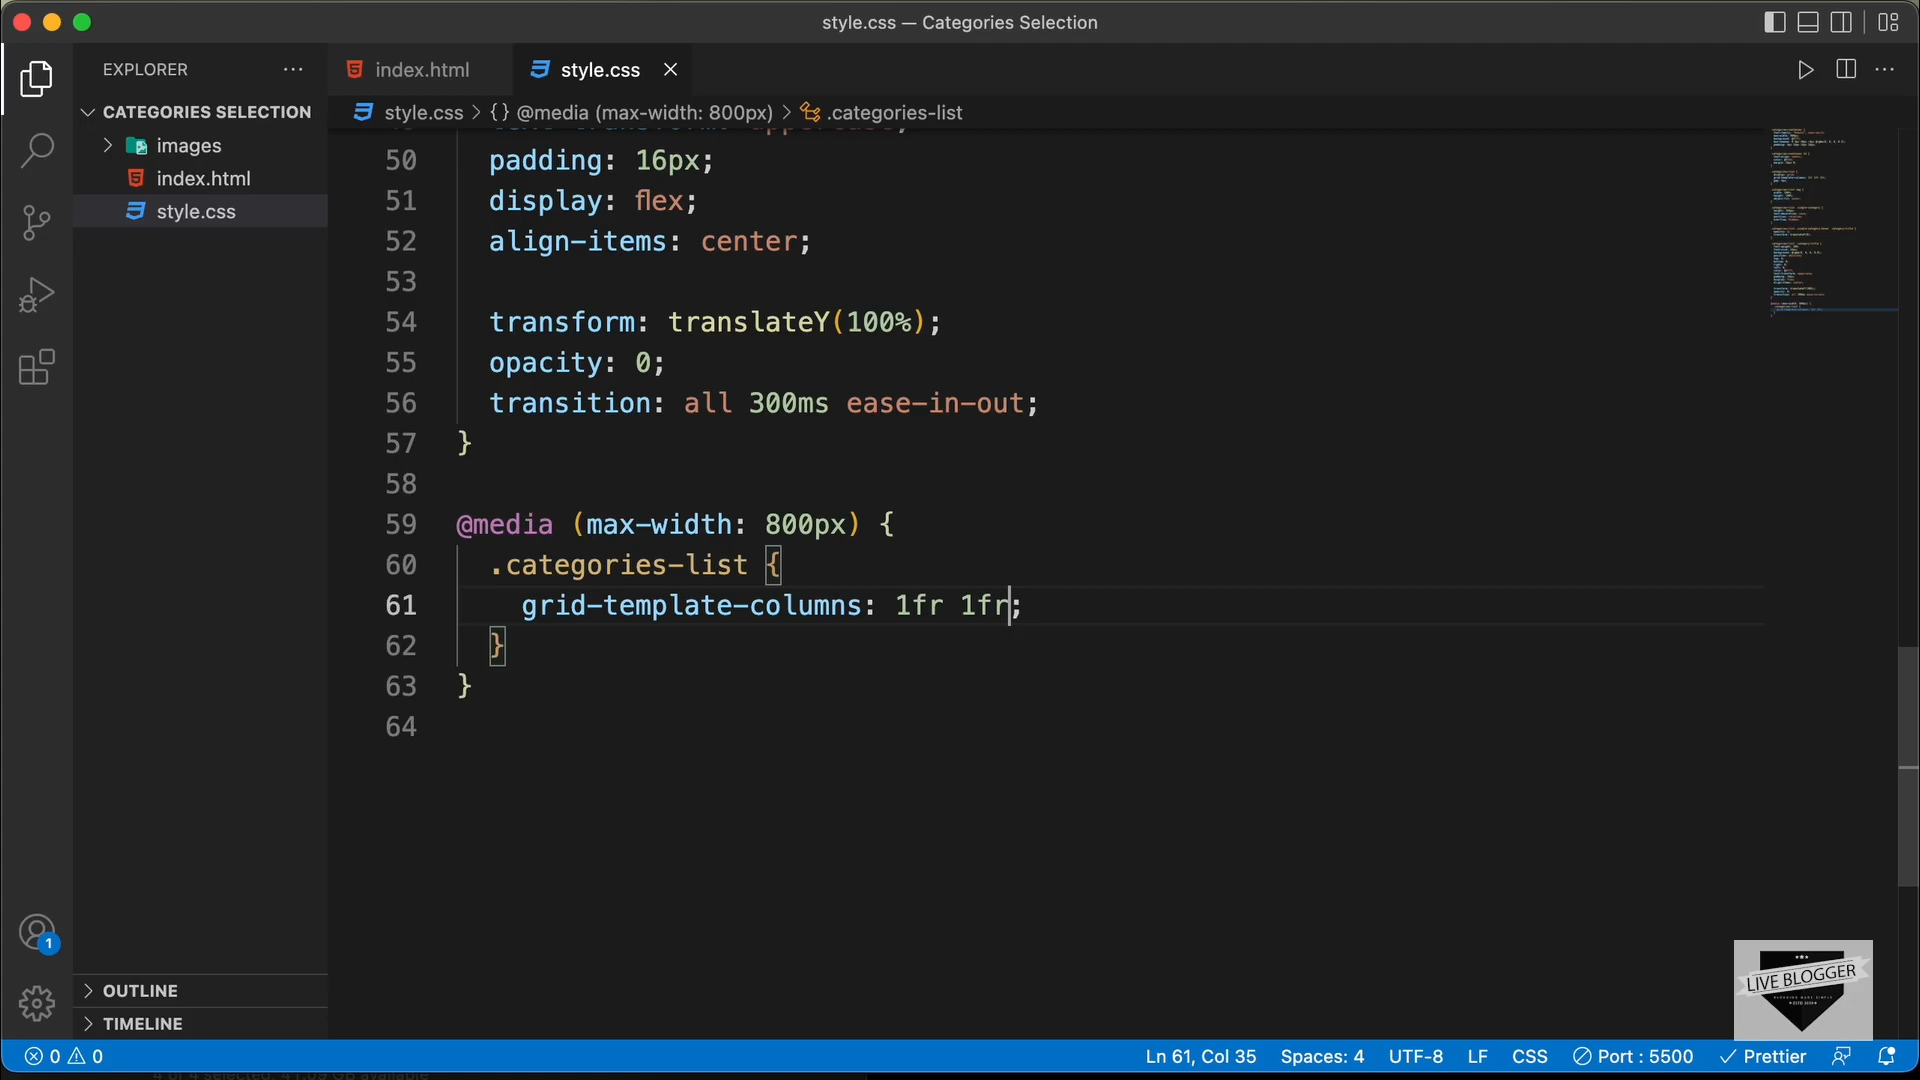 style.css — Categories Selection
EXPLORER
index.html
style.css
CATEGORIES SELECTION
style.css > {} @media (max-width: 800px) > .categories-list
images
index.html
style.css
50 padding: 16px;
51 display: flex;
52 align-items: center;
53
54 transform: translateY(100%);
55 opacity: 0;
56 transition: all 300ms ease-in-out;
57 }
58
59 @media (max-width: 800px) {
60 .categories-list {
61 grid-template-columns: 1fr 1fr;
62 }
63 }
64
1
OUTLINE
TIMELINE
LIVE BLOGGER
0 0
Ln 61, Col 35 Spaces: 4 UTF-8 LF CSS Port : 5500 Prettier